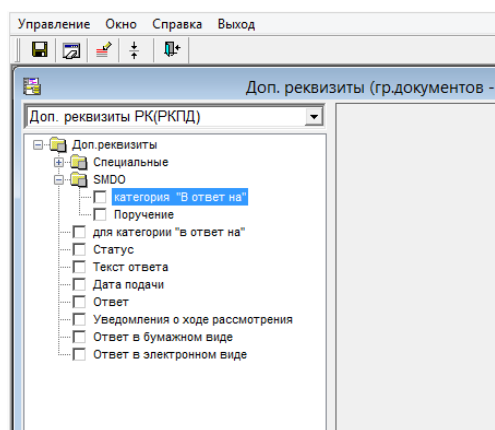 Управление Окно Справка Выход
Доп. реквизиты (гр.документов -
Доп. реквизиты РК(РКПД)
Доп.реквизиты
Специальные
SMDO
категория "В ответ на"
Поручение
для категории "в ответ на"
Статус
Текст ответа
Дата подачи
Ответ
Уведомления о ходе рассмотрения
Ответ в бумажном виде
Ответ в электронном виде